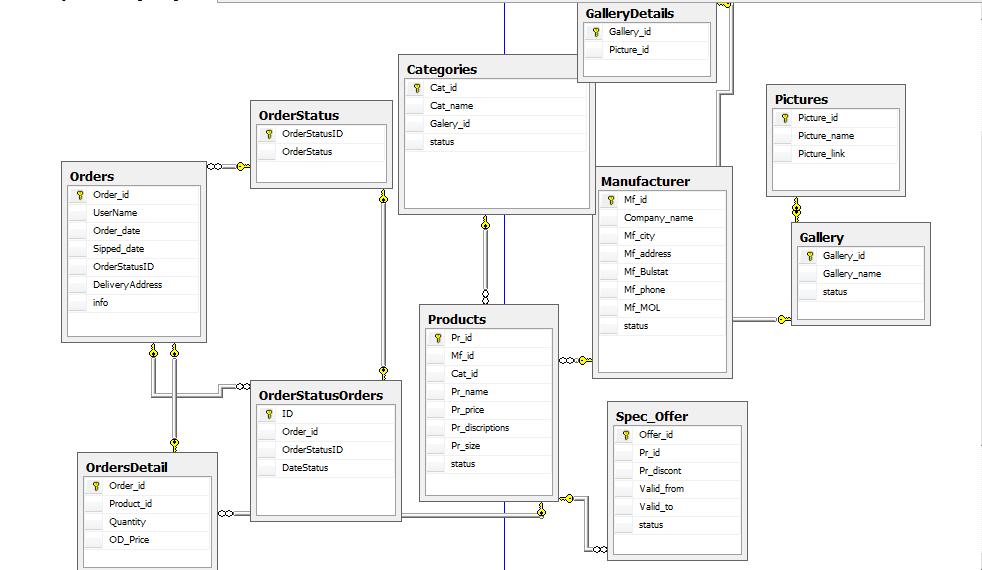 GalleryDetails
Gallery_id
Picture_id
Categories
Cat_id
Cat_name
Galery_id
status
Pictures
Picture_id
Picture_name
Picture_link
OrderStatus
OrderStatusID
OrderStatus
Orders
Order_id
UserName
Order_date
Sipped_date
OrderStatusID
DeliveryAddress
info
Manufacturer
Mf_id
Company_name
Mf_city
Mf_address
Mf_Bulstat
Mf_phone
Mf_MOL
status
Gallery
Gallery_id
Gallery_name
status
Products
Pr_id
Mf_id
Cat_id
Pr_name
Pr_price
Pr_discriptions
Pr_size
status
OrderStatusOrders
ID
Order_id
OrderStatusID
DateStatus
Spec_Offer
Offer_id
Pr_id
Pr_discont
Valid_from
Valid_to
status
OrdersDetail
Order_id
Product_id
Quantity
OD_Price